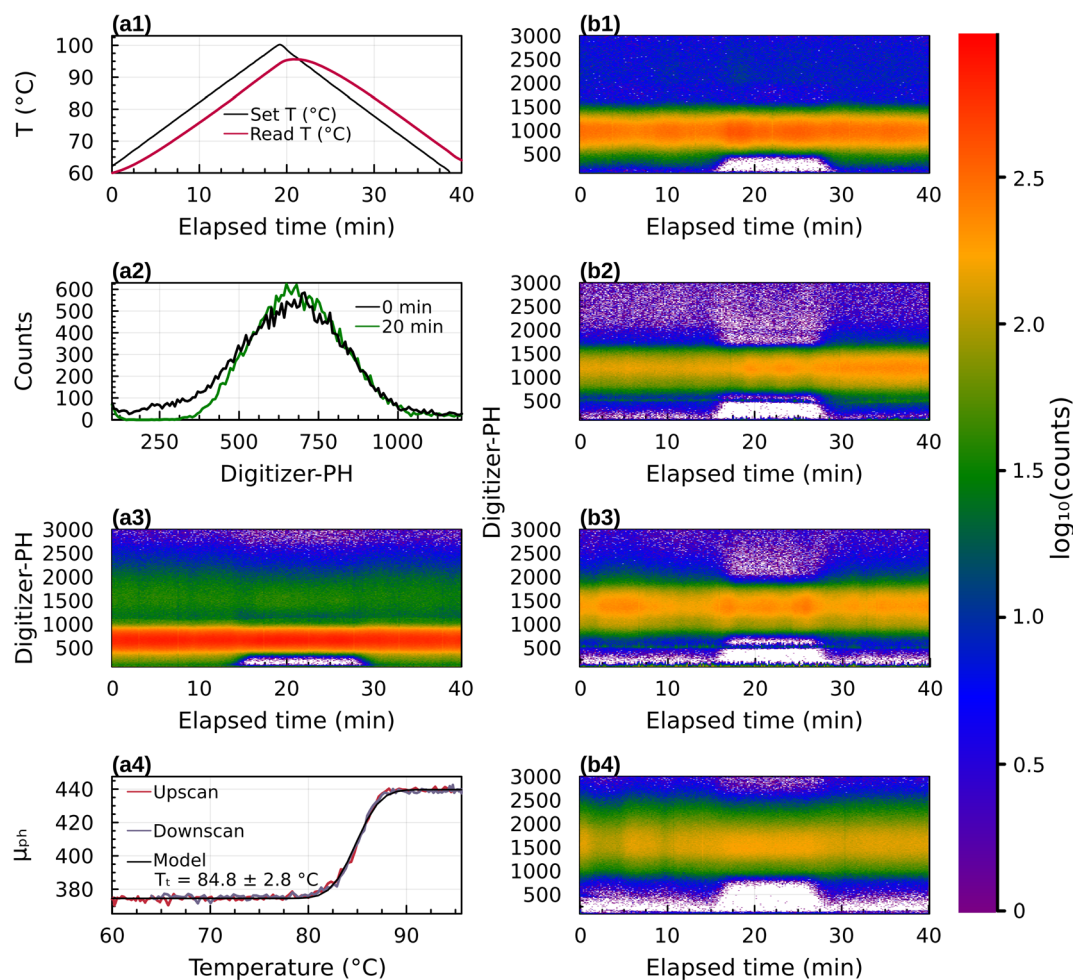 (a1)
T (°C)
100
90
80
70
60
Set T (°C)
Read T (°C)
0 10 20 30 40
Elapsed time (min)
(b1)
3000
2500
2000
1500
1000
500
0 10 20 30 40
Elapsed time (min)
(a2)
Counts
600
500
400
300
200
100
0
0 min
20 min
250 500 750 1000
Digitizer-PH
(b2)
3000
2500
2000
1500
1000
500
0 10 20 30 40
Elapsed time (min)
Digitizer-PH
(a3)
Digitizer-PH
3000
2500
2000
1500
1000
500
0 10 20 30 40
Elapsed time (min)
(b3)
3000
2500
2000
1500
1000
500
0 10 20 30 40
Elapsed time (min)
(a4)
μₚₕ
440
420
400
380
Upscan
Downscan
Model
Tₜ = 84.8 ± 2.8 °C
60 70 80 90
Temperature (°C)
(b4)
3000
2500
2000
1500
1000
500
0 10 20 30 40
Elapsed time (min)
2.5
2.0
1.5
1.0
0.5
0
log₁₀(counts)